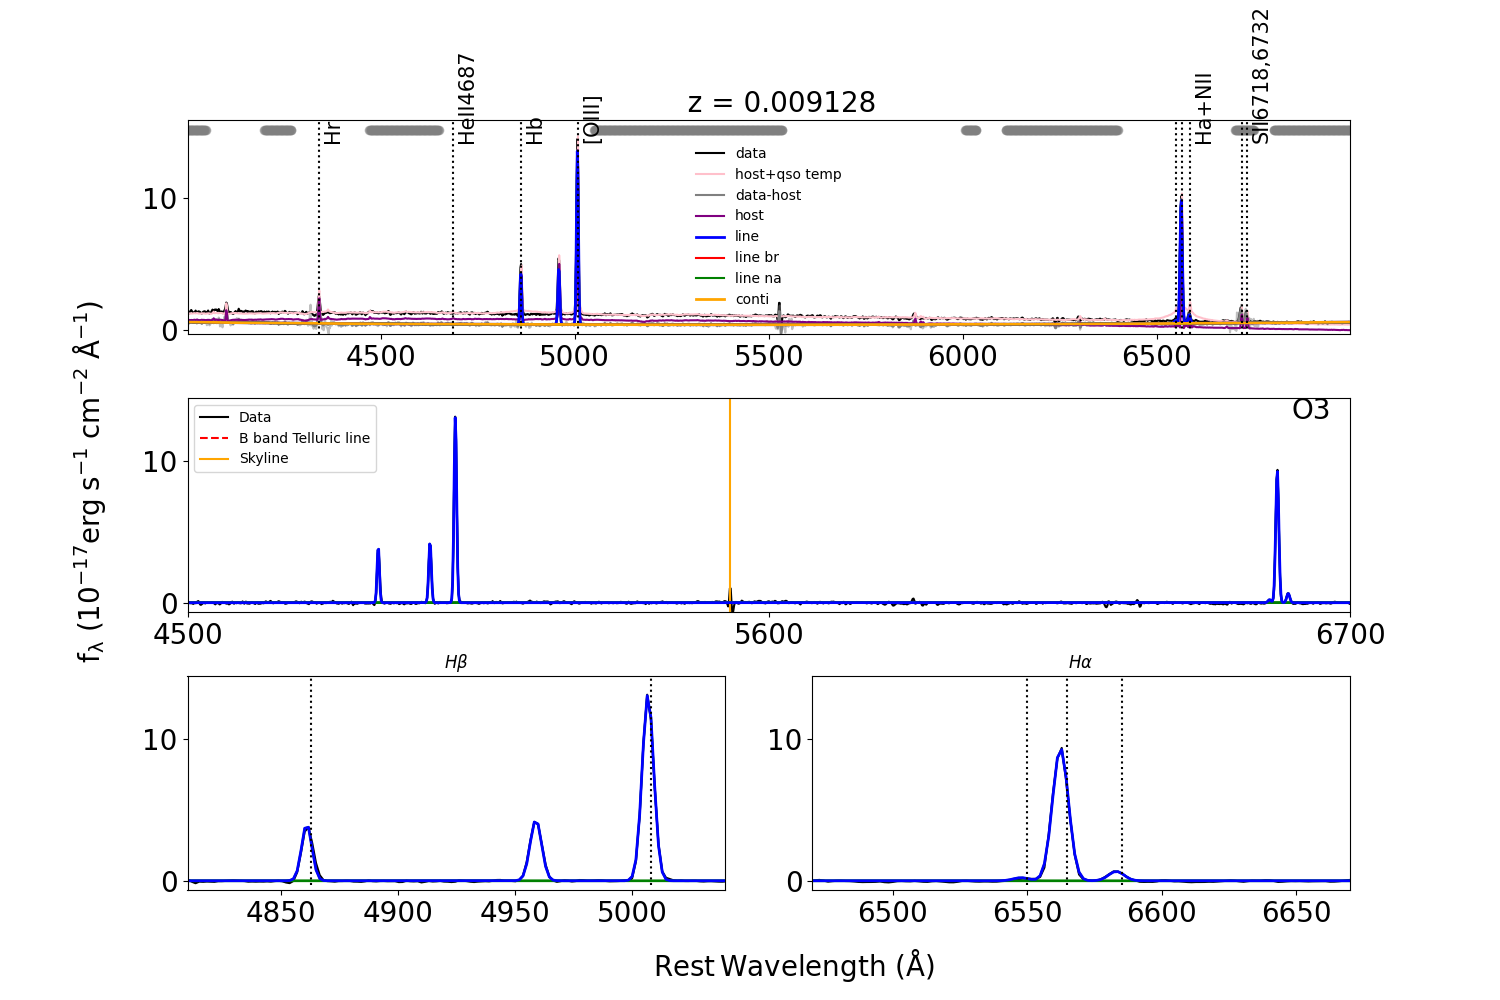 z = 0.009128
Hr
HeII4687
Hb
[OIII]
Ha+NII
SII6718,6732
data
host+qso temp
data-host
host
line
line br
line na
conti
10
0
4500
5000
5500
6000
6500
O3
Data
B band Telluric line
Skyline
10
0
4500
5600
6700
fλ (10⁻¹⁷erg s⁻¹ cm⁻² Å⁻¹)
Hβ
10
0
4850
4900
4950
5000
Hα
10
0
6500
6550
6600
6650
Rest Wavelength (Å)